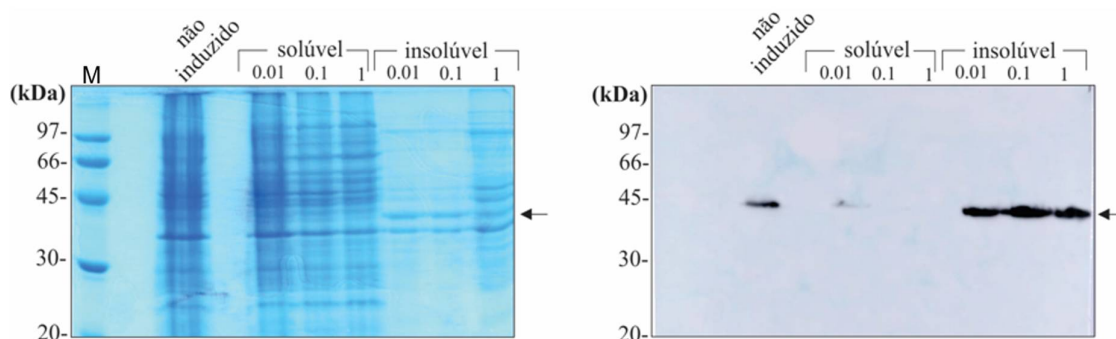 não
induzido
solúvel
insolúvel
M
0.01 0.1 1 0.01 0.1 1
(kDa)
97-
66-
45-
30-
20-
não
induzido
solúvel
insolúvel
0.01 0.1 1 0.01 0.1 1
(kDa)
97-
66-
45-
30-
20-